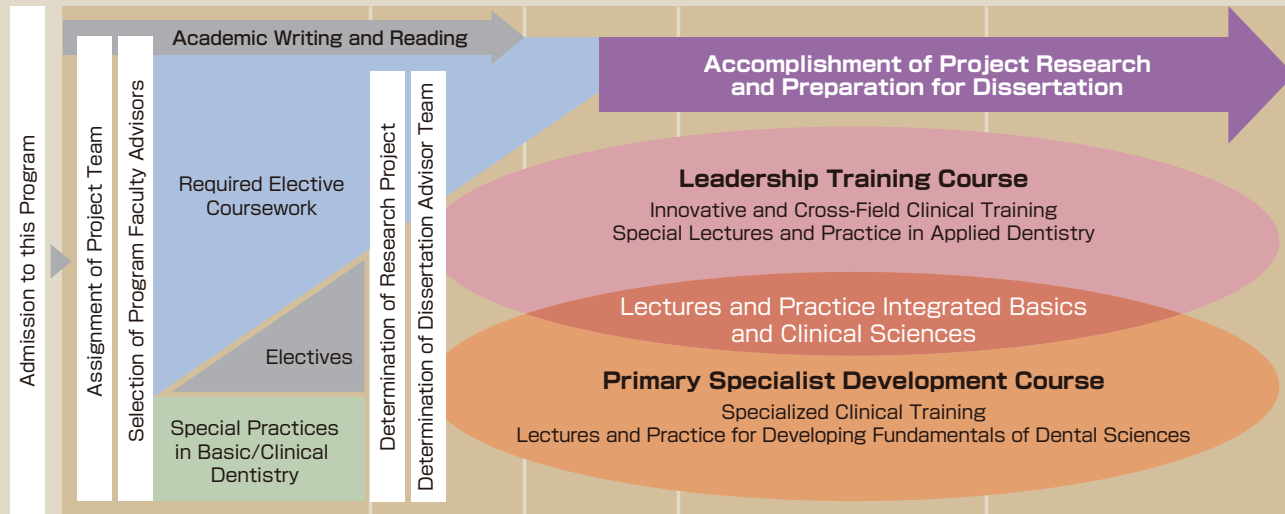 Admission to this Program
Assignment of Project Team
Selection of Program Faculty Advisors
Academic Writing and Reading
Required Elective
Coursework
Electives
Special Practices
in Basic/Clinical
Dentistry
Determination of Research Project
Determination of Dissertation Advisor Team
Accomplishment of Project Research
and Preparation for Dissertation
Leadership Training Course
Innovative and Cross-Field Clinical Training
Special Lectures and Practice in Applied Dentistry
Lectures and Practice Integrated Basics
and Clinical Sciences
Primary Specialist Development Course
Specialized Clinical Training
Lectures and Practice for Developing Fundamentals of Dental Sciences